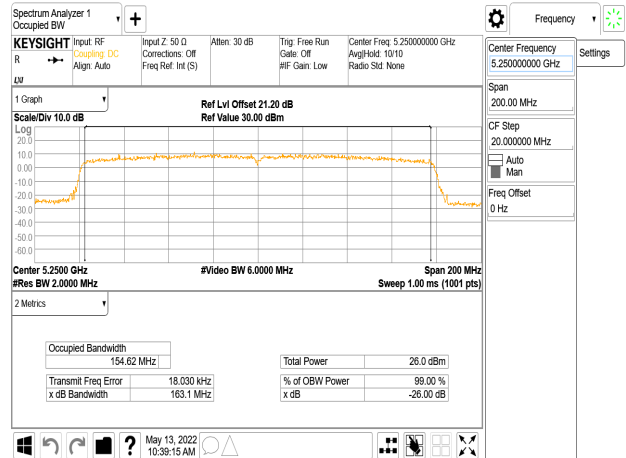 Spectrum Analyzer 1
Occupied BW
Frequency
KEYSIGHT
R
Input: RF
Coupling: DC
Align: Auto
Input Z: 50 Ω
Corrections: Off
Freq Ref: Int (S)
Atten: 30 dB
Trig: Free Run
Gate: Off
#IF Gain: Low
Center Freq: 5.250000000 GHz
Avg|Hold: 10/10
Radio Std: None
Center Frequency
5.250000000 GHz
Settings
Span
200.00 MHz
CF Step
20.000000 MHz
Auto
Man
Freq Offset
0 Hz
1 Graph
Scale/Div 10.0 dB
Ref Lvl Offset 21.20 dB
Ref Value 30.00 dBm
Log
20.0
10.0
0.00
-10.0
-20.0
-30.0
-40.0
-50.0
-60.0
Center 5.2500 GHz
#Video BW 6.0000 MHz
Span 200 MHz
#Res BW 2.0000 MHz
Sweep 1.00 ms (1001 pts)
2 Metrics
Occupied Bandwidth
154.62 MHz
Total Power 26.0 dBm
Transmit Freq Error 18.030 kHz
% of OBW Power 99.00 %
x dB Bandwidth 163.1 MHz
x dB -26.00 dB
?
May 13, 2022
10:39:15 AM